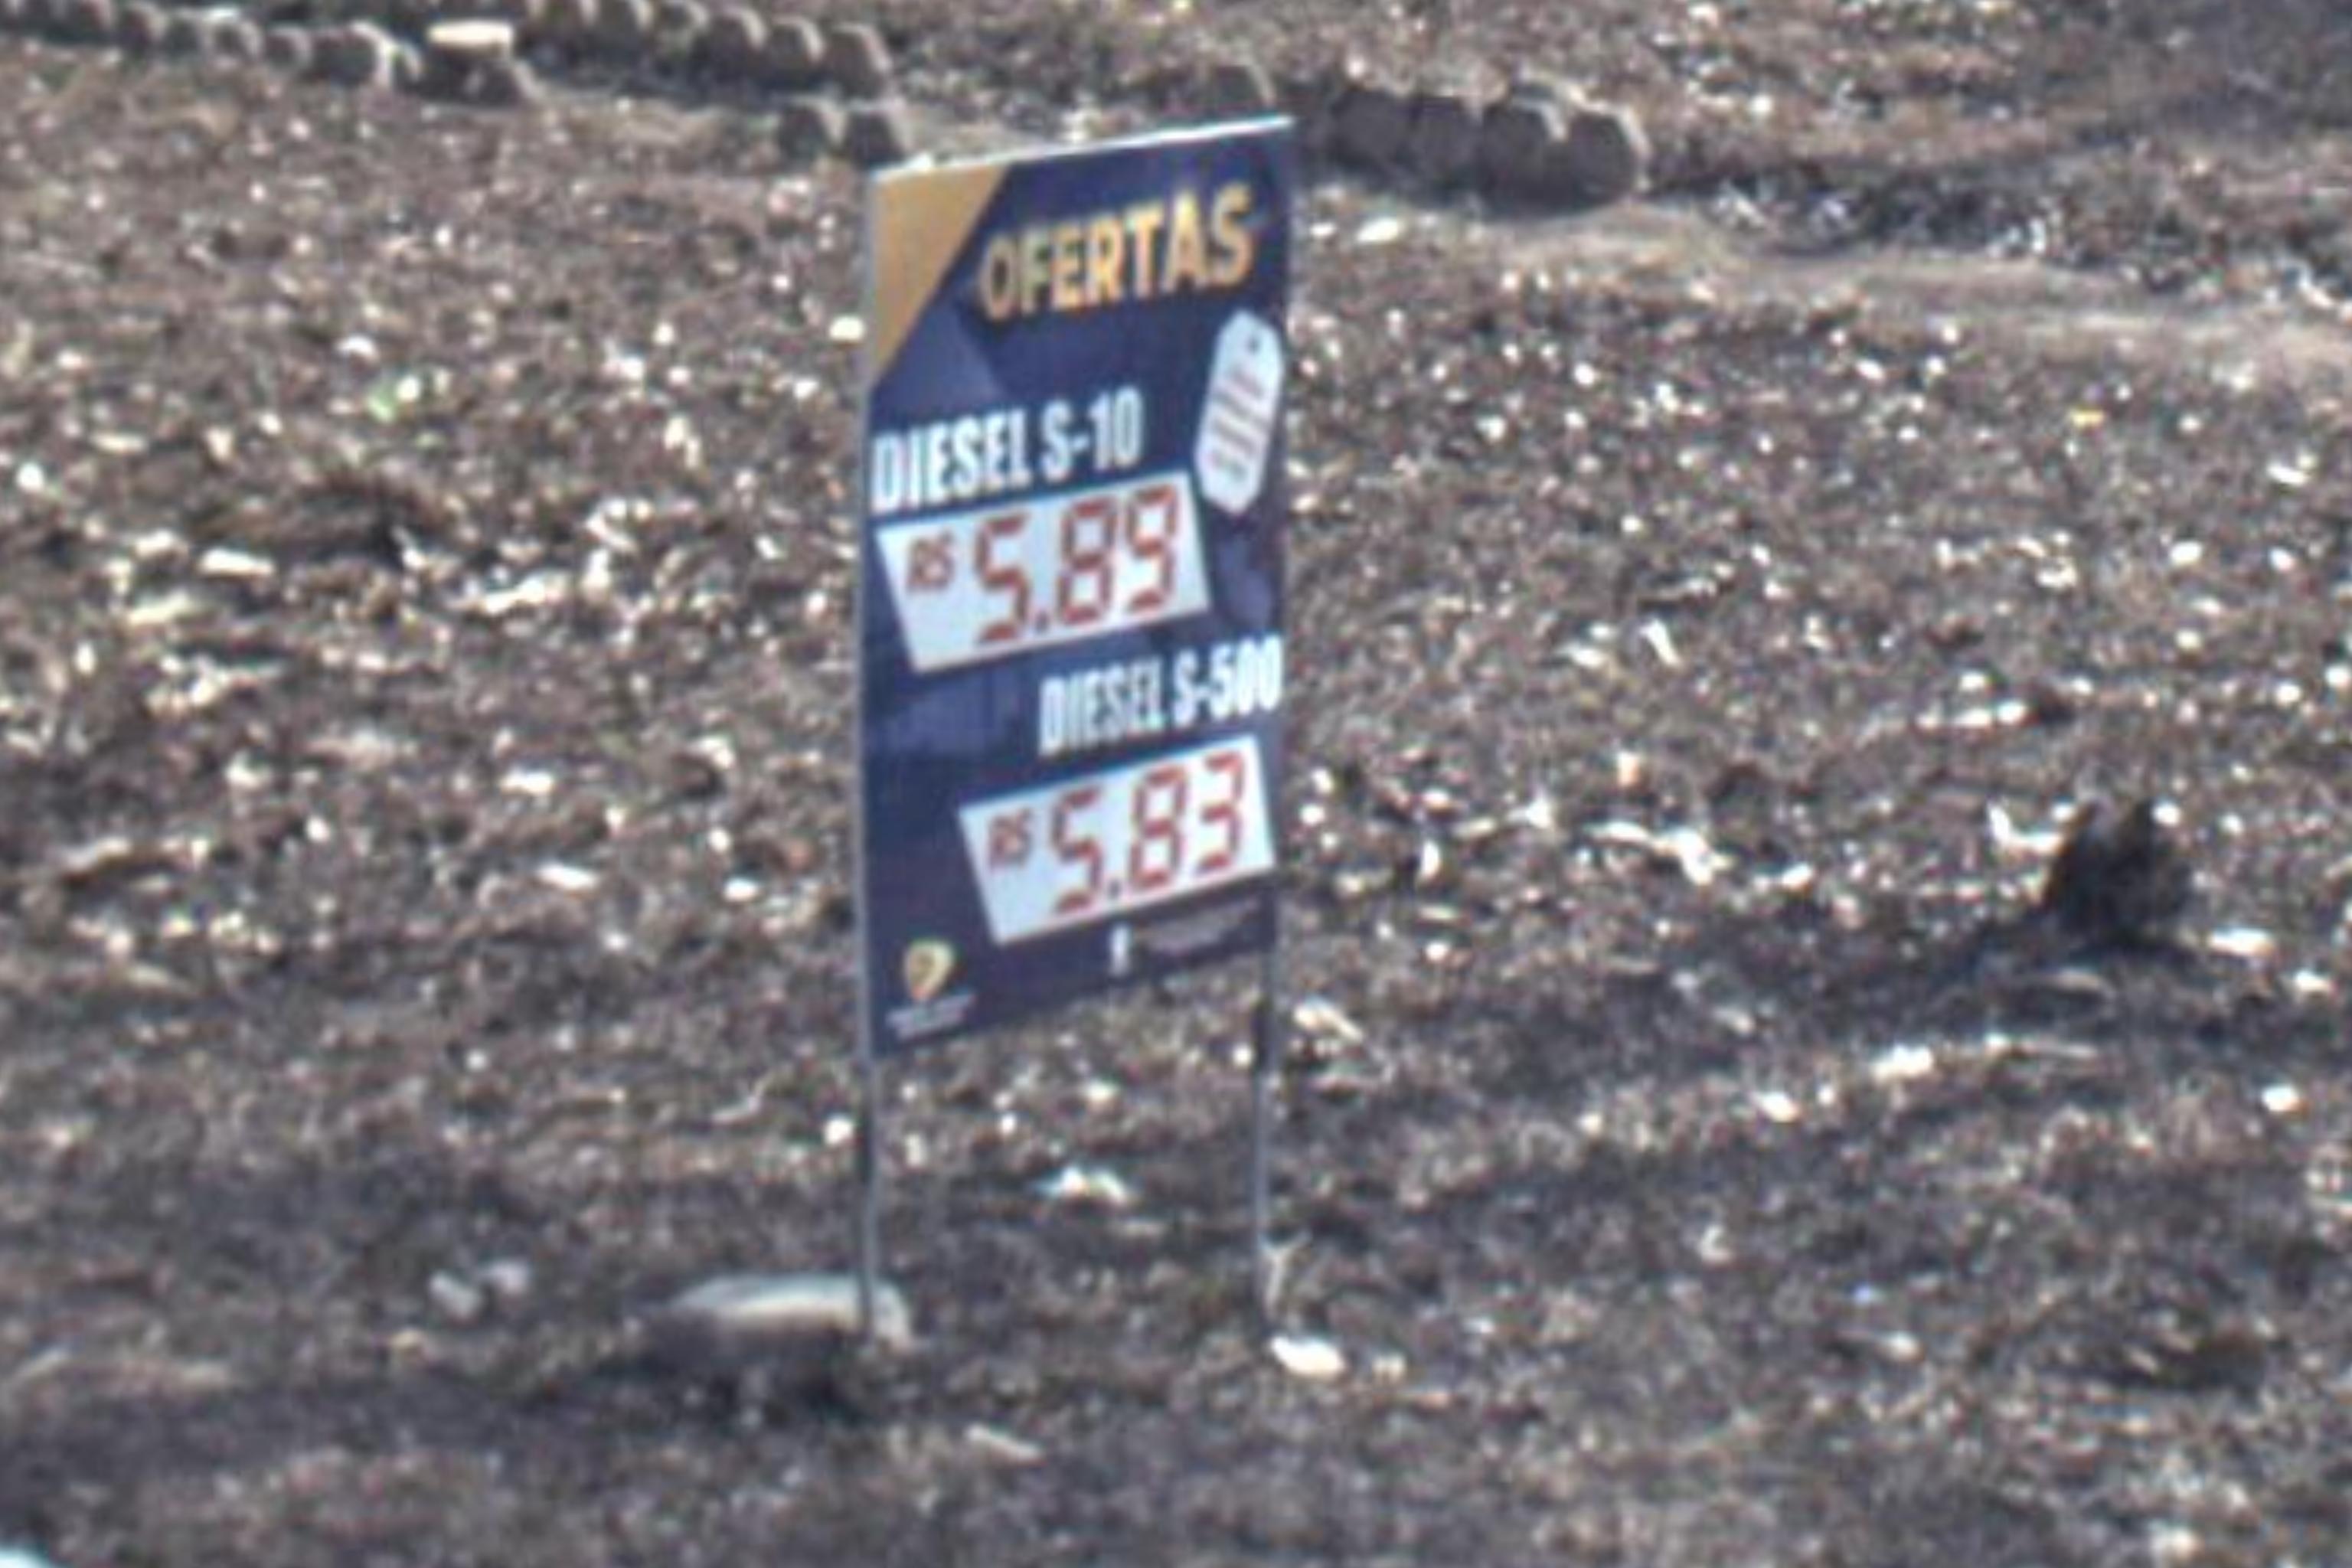 OFERTAS
DIESEL S-10
R$ 5.89
DIESEL S-500
R$ 5.83